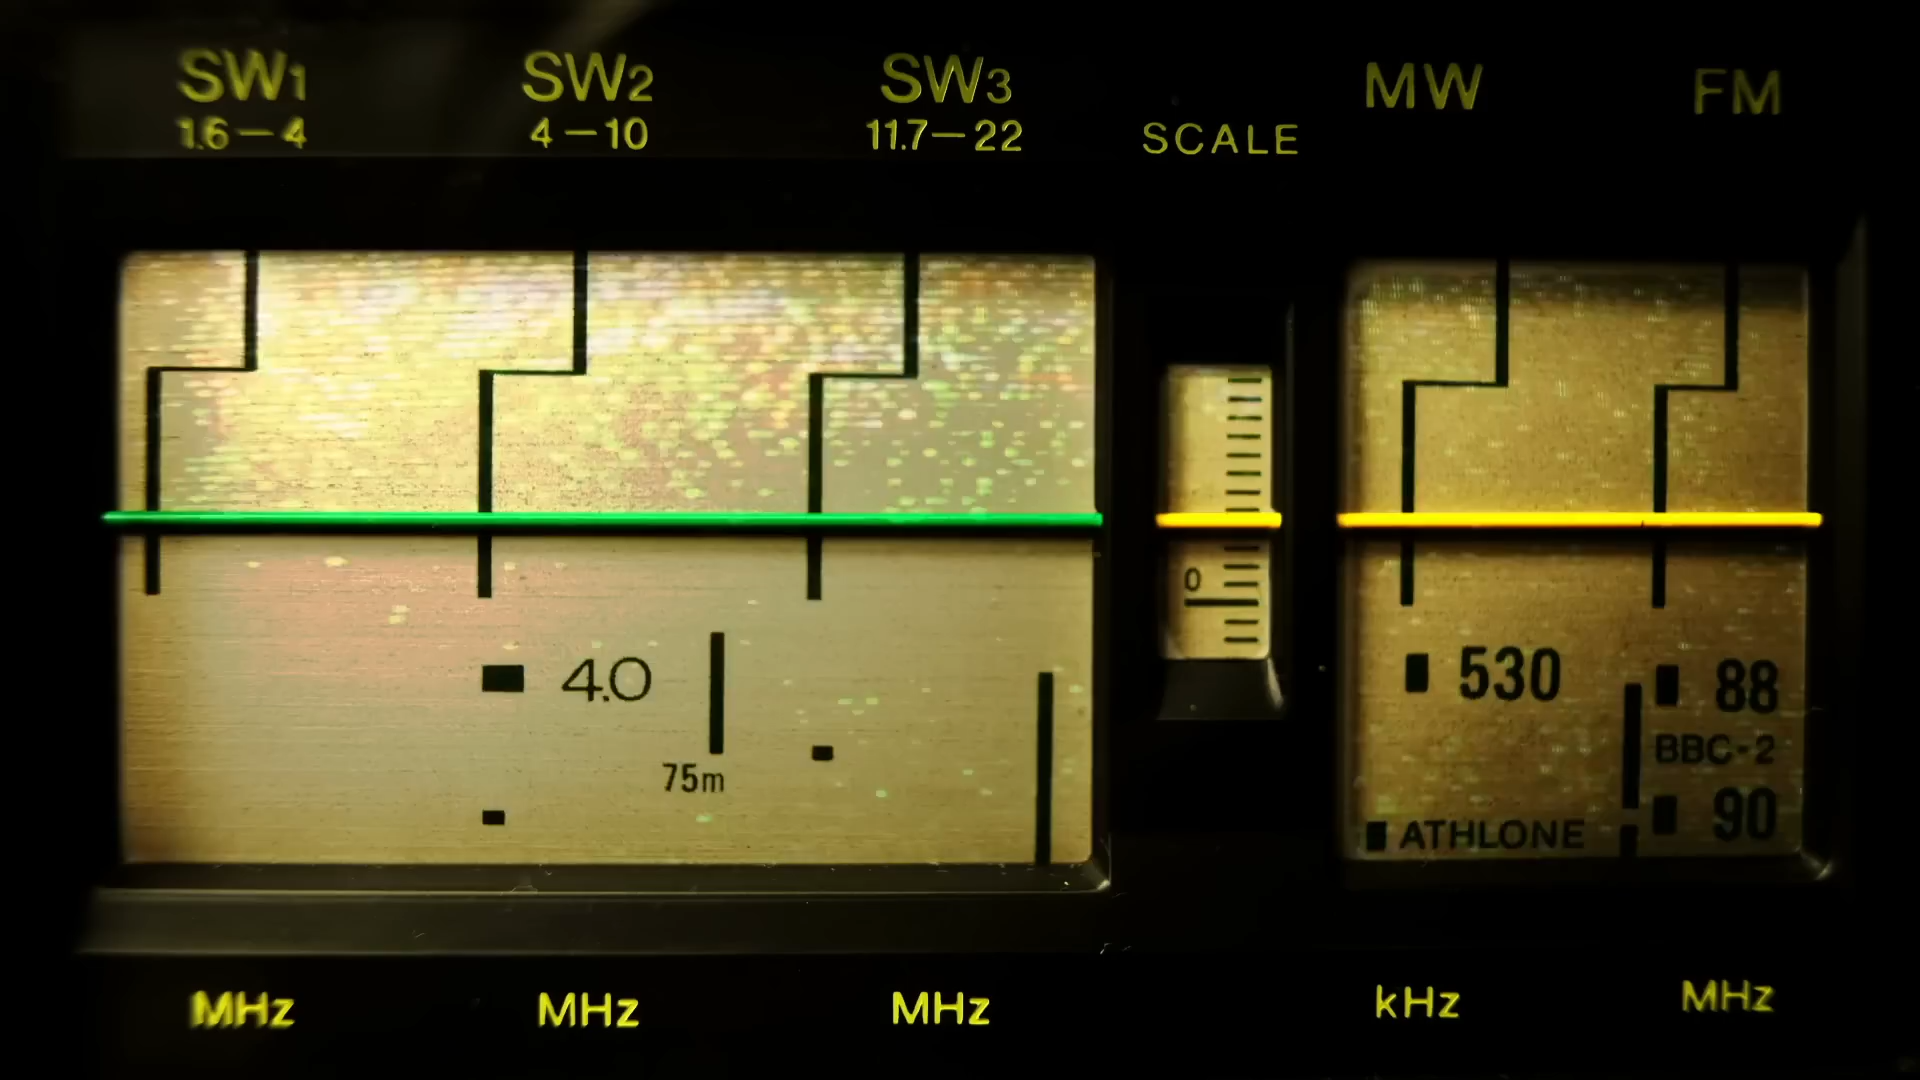 SW1 SW2 SW3 MW FM
1.6–4 4–10 11.7–22 SCALE
0
4.0 530 88
75m BBC-2
ATHLONE 90
MHz MHz MHz kHz MHz